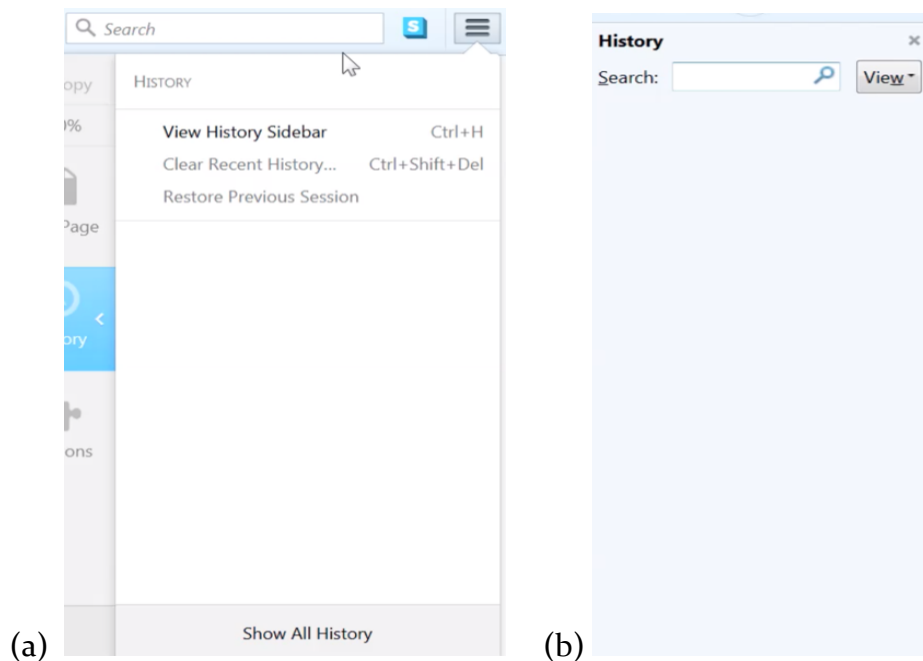 Search
S
opy
HISTORY
9%
View History Sidebar Ctrl+H
Clear Recent History... Ctrl+Shift+Del
Restore Previous Session
Page
ory
ons
Show All History
(a)
History
Search: View
(b)